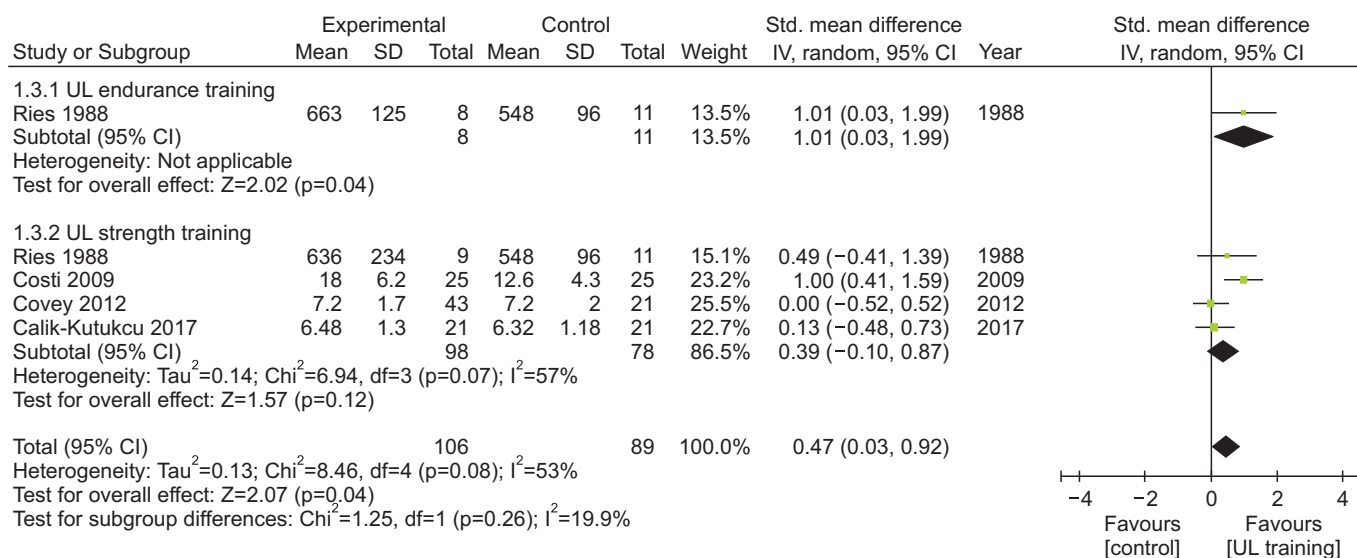 Experimental Control Std. mean difference Std. mean difference
Study or Subgroup Mean SD Total Mean SD Total Weight IV, random, 95% CI Year IV, random, 95% CI
1.3.1 UL endurance training
Ries 1988 663 125 8 548 96 11 13.5% 1.01 (0.03, 1.99) 1988
Subtotal (95% CI) 8 11 13.5% 1.01 (0.03, 1.99)
Heterogeneity: Not applicable
Test for overall effect: Z=2.02 (p=0.04)
1.3.2 UL strength training
Ries 1988 636 234 9 548 96 11 15.1% 0.49 (−0.41, 1.39) 1988
Costi 2009 18 6.2 25 12.6 4.3 25 23.2% 1.00 (0.41, 1.59) 2009
Covey 2012 7.2 1.7 43 7.2 2 21 25.5% 0.00 (−0.52, 0.52) 2012
Calik-Kutukcu 2017 6.48 1.3 21 6.32 1.18 21 22.7% 0.13 (−0.48, 0.73) 2017
Subtotal (95% CI) 98 78 86.5% 0.39 (−0.10, 0.87)
Heterogeneity: Tau²=0.14; Chi²=6.94, df=3 (p=0.07); I²=57%
Test for overall effect: Z=1.57 (p=0.12)
Total (95% CI) 106 89 100.0% 0.47 (0.03, 0.92)
Heterogeneity: Tau²=0.13; Chi²=8.46, df=4 (p=0.08); I²=53%
Test for overall effect: Z=2.07 (p=0.04)
Test for subgroup differences: Chi²=1.25, df=1 (p=0.26); I²=19.9%
−4 −2 0 2 4
Favours Favours
[control] [UL training]